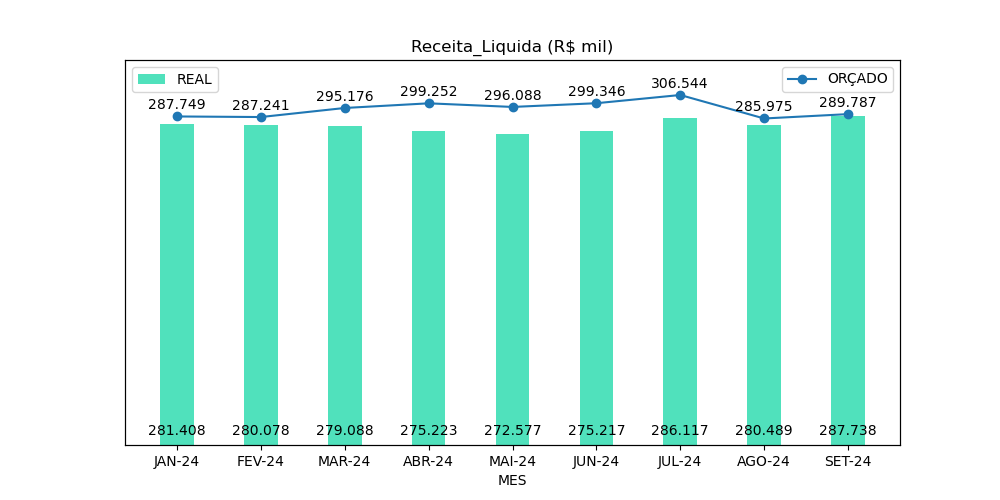 Receita_Liquida (R$ mil)
REAL
ORÇADO
287.749 287.241 295.176 299.252 296.088 299.346 306.544 285.975 289.787
281.408 280.078 279.088 275.223 272.577 275.217 286.117 280.489 287.738
JAN-24 FEV-24 MAR-24 ABR-24 MAI-24 JUN-24 JUL-24 AGO-24 SET-24
MES